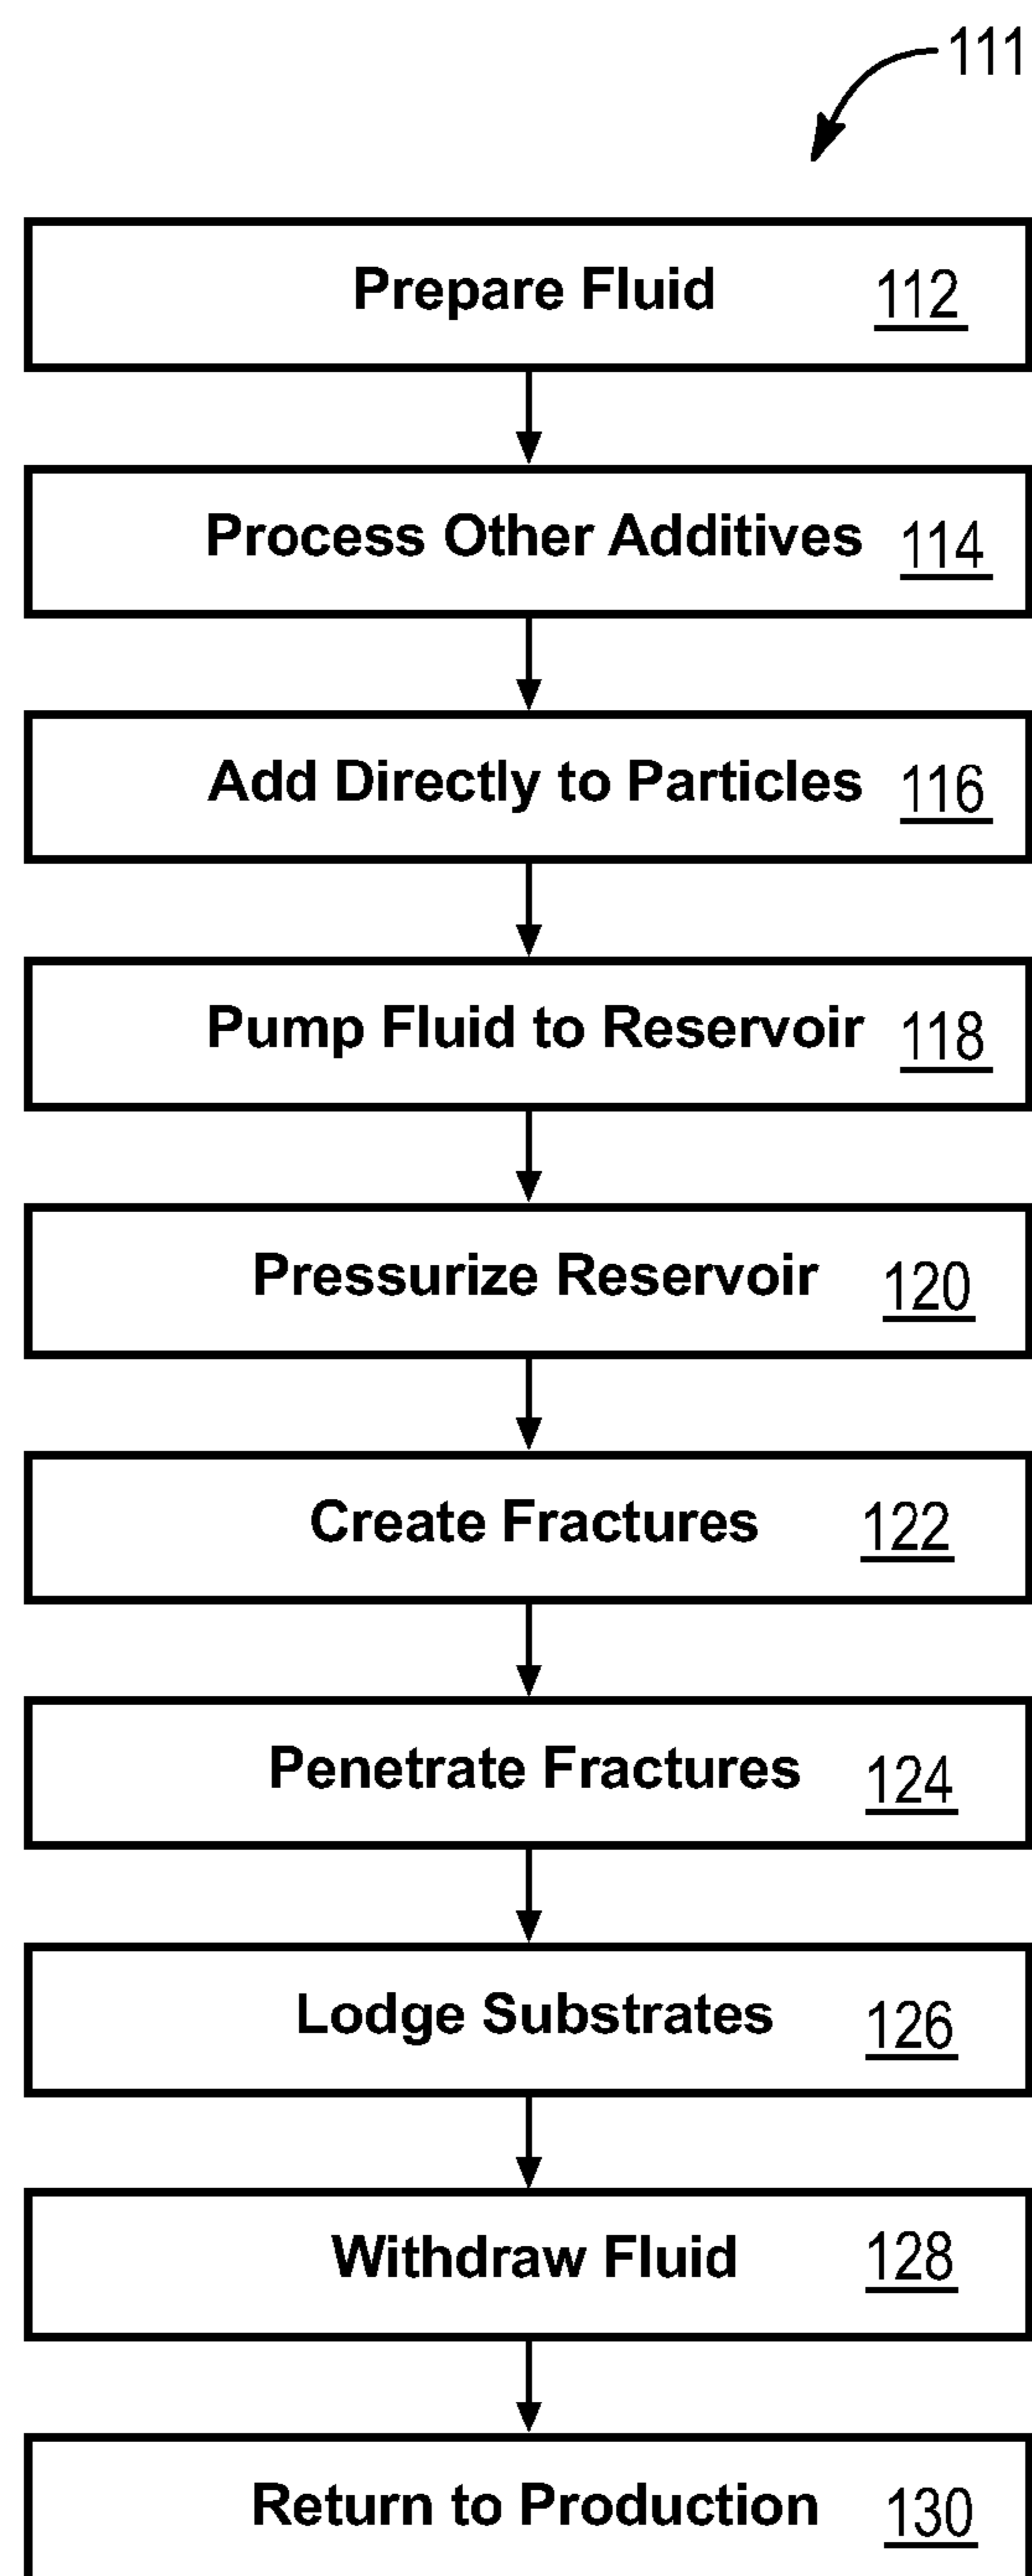 111
Prepare Fluid 112
Process Other Additives 114
Add Directly to Particles 116
Pump Fluid to Reservoir 118
Pressurize Reservoir 120
Create Fractures 122
Penetrate Fractures 124
Lodge Substrates 126
Withdraw Fluid 128
Return to Production 130